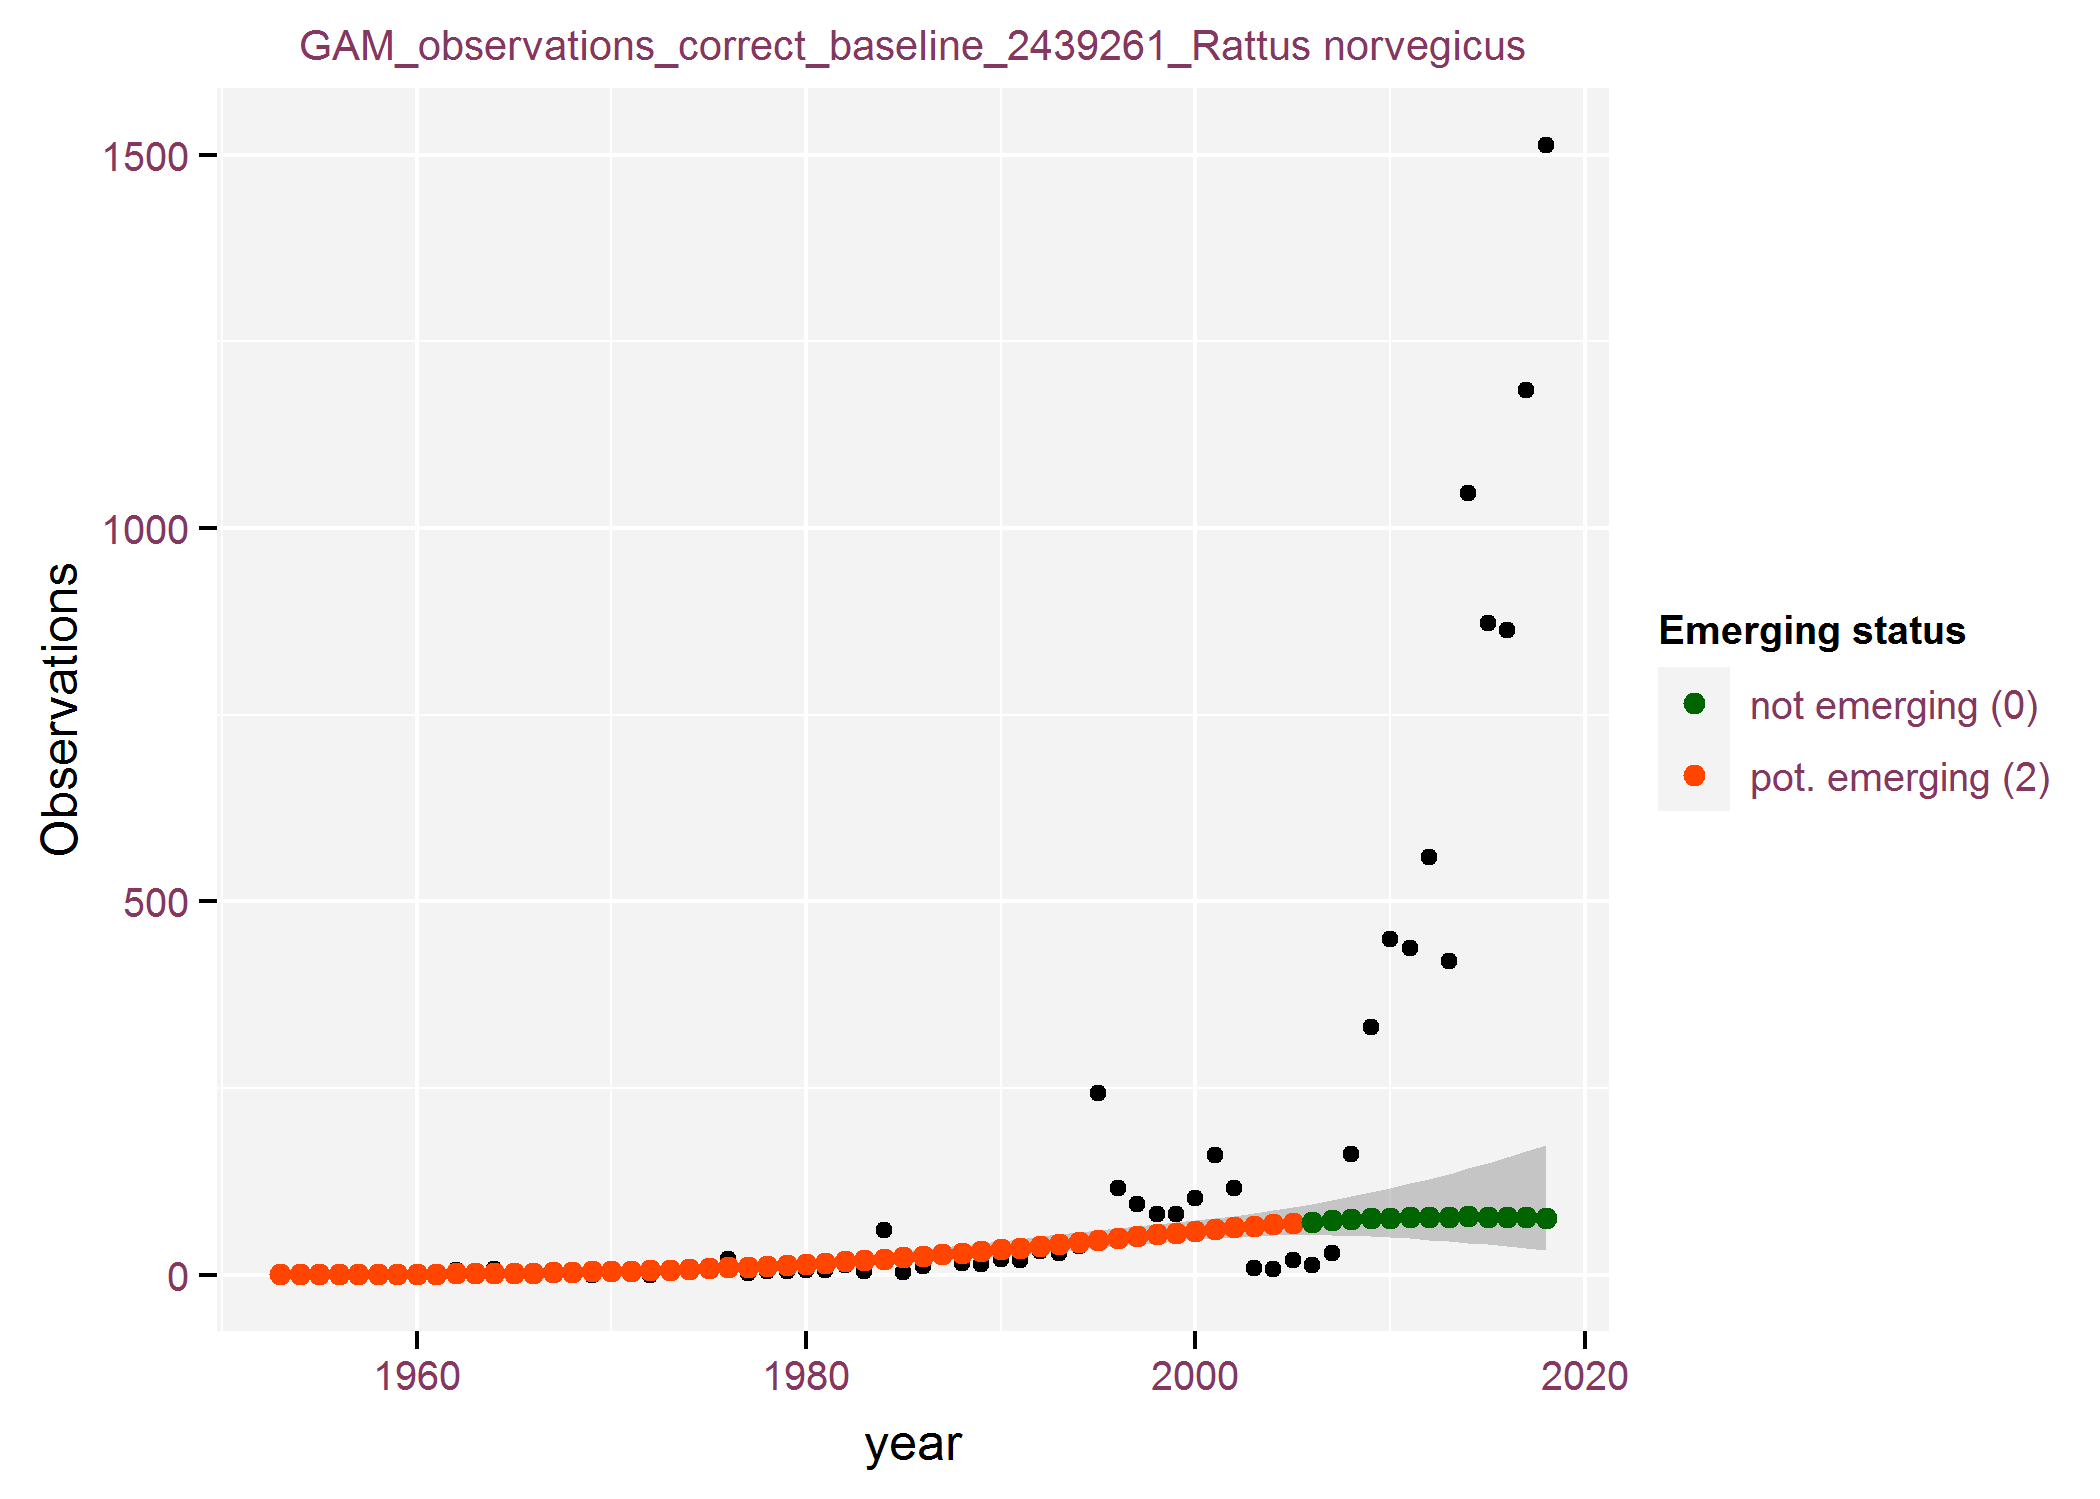 GAM_observations_correct_baseline_2439261_Rattus norvegicus
1500
1000
500
0
Observations
1960
1980
2000
2020
year
Emerging status
not emerging (0)
pot. emerging (2)